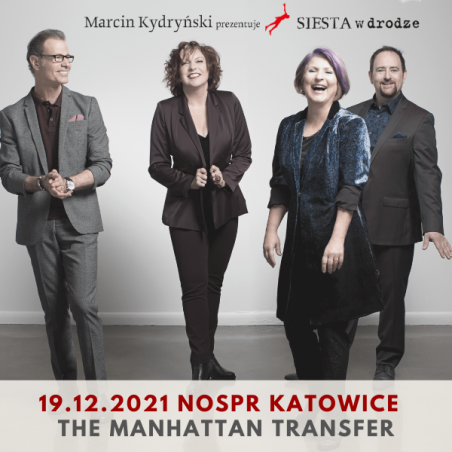 Marcin Kydryński prezentuje SIESTA w drodze
19.12.2021 NOSPR KATOWICE
THE MANHATTAN TRANSFER